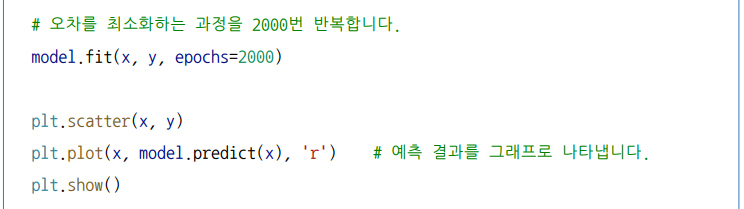 # 오차를 최소화하는 과정을 2000번 반복합니다.
model.fit(x, y, epochs=2000)
plt.scatter(x, y)
plt.plot(x, model.predict(x), 'r') # 예측 결과를 그래프로 나타냅니다.
plt.show()